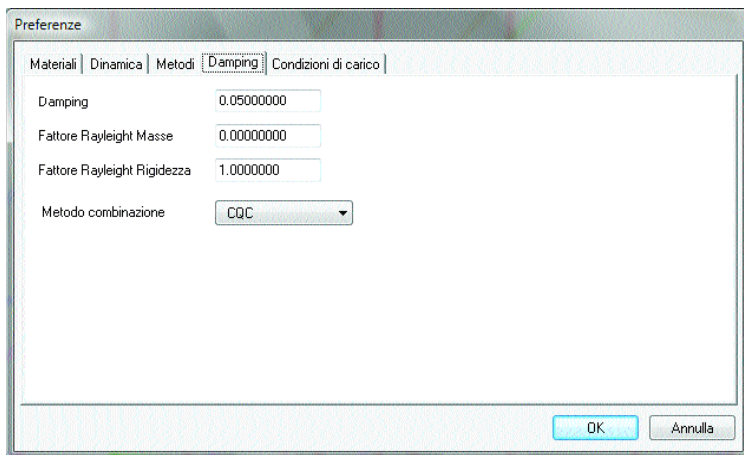 Preferenze
Materiali Dinamica Metodi Damping Condizioni di carico
Damping 0.05000000
Fattore Rayleight Masse 0.00000000
Fattore Rayleight Rigidezza 1.0000000
Metodo combinazione CQC
OK Annulla